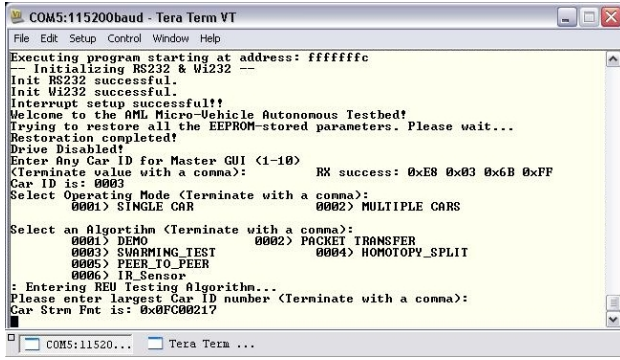 COM5:115200baud - Tera Term VT
File Edit Setup Control Window Help
Executing program starting at address: fffffffc
-- Initializing RS232 & Wi232 --
Init RS232 successful.
Init Wi232 successful.
Interrupt setup successful!!
Welcome to the AML Micro-Vehicle Autonomous Testbed!
Trying to restore all the EEPROM-stored parameters. Please wait...
Restoration completed!
Drive Disabled!
Enter Any Car ID for Master GUI (1-10)
(Terminate value with a comma): RX success: 0xE8 0x03 0x6B 0xFF
Car ID is: 0003
Select Operating Mode (Terminate with a comma):
0001) SINGLE CAR 0002) MULTIPLE CARS
Select an Algortihm (Terminate with a comma):
0001) DEMO 0002) PACKET TRANSFER
0003) SWARMING_TEST 0004) HOMOTOPY_SPLIT
0005) PEER_TO_PEER
0006) IR_Sensor
: Entering REU Testing Algorithm...
Please enter largest Car ID number (Terminate with a comma):
Car Strm Fmt is: 0x0FC00217
COM5:11520... Tera Term ...